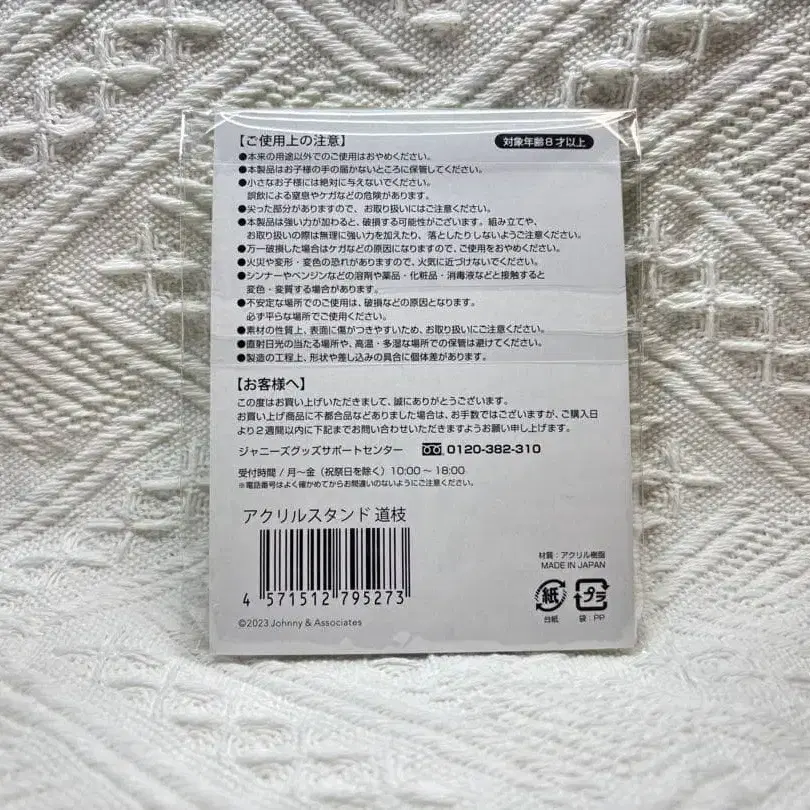 【ご使用上の注意】
対象年齢8才以上
●本来の用途以外でのご使用はおやめください。
●本製品はお子様の手の届かないところに保管してください。
●小さなお子様には絶対に与えないでください。
誤飲による窒息やケガなどの危険があります。
●尖った部分がありますので、お取り扱いにはご注意ください。
●本製品は強い力が加わると、破損する可能性がございます。組み立てや、
お取り扱いの際は無理に強い力を加えたり、落としたりしないようご注意ください。
●万一破損した場合はケガなどの原因になりますので、ご使用をおやめください。
●火災や変形・変色の恐れがありますので、火気に近づけないでください。
●シンナーやベンジンなどの溶剤や薬品・化粧品・消毒液などと接触すると
変色・変質する場合があります。
●不安定な場所でのご使用は、破損などの原因となります。
必ず平らな場所でご使用ください。
●素材の性質上、表面に傷がつきやすいため、お取り扱いにご注意ください。
●直射日光の当たる場所や、高温・多湿な場所での保管は避けてください。
●製造の工程上、形状や差し込みの具合に個体差があります。
【お客様へ】
この度はお買い上げいただきまして、誠にありがとうございます。
お買い上げ商品に不都合品などありました場合は、お手数ではございますが、ご購入日
より2週間以内に下記までお問い合わせいただきますようお願い申し上げます。
ジャニーズグッズサポートセンター 0120-382-310
受付時間 / 月〜金（祝祭日を除く）10:00〜18:00
※電話番号はよく確かめてからお間違いのないようにご注意ください。
アクリルスタンド 道枝
4 571512 795273
©2023 Johnny & Associates
材質：アクリル樹脂
MADE IN JAPAN
紙 プラ
台紙 袋：PP